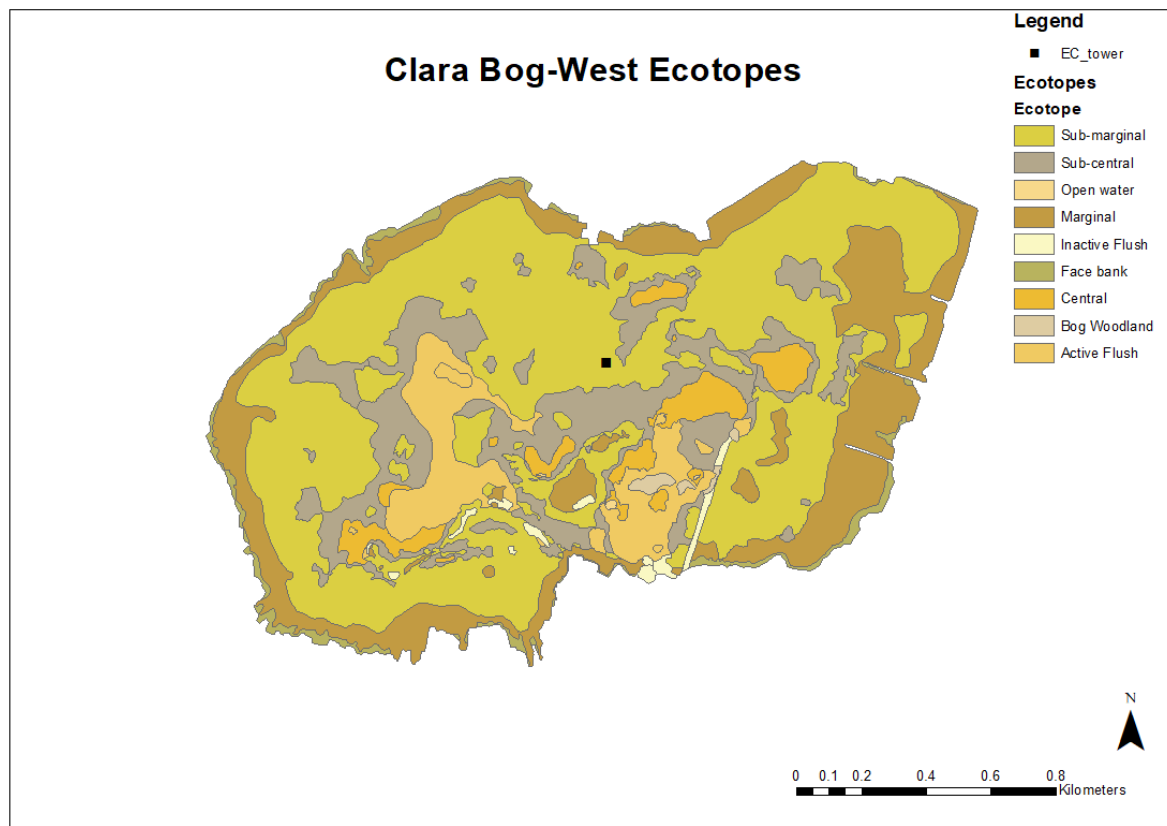 Legend
EC_tower
Clara Bog-West Ecotopes
Ecotopes
Ecotope
Sub-marginal
Sub-central
Open water
Marginal
Inactive Flush
Face bank
Central
Bog Woodland
Active Flush
N
0 0.1 0.2 0.4 0.6 0.8
Kilometers